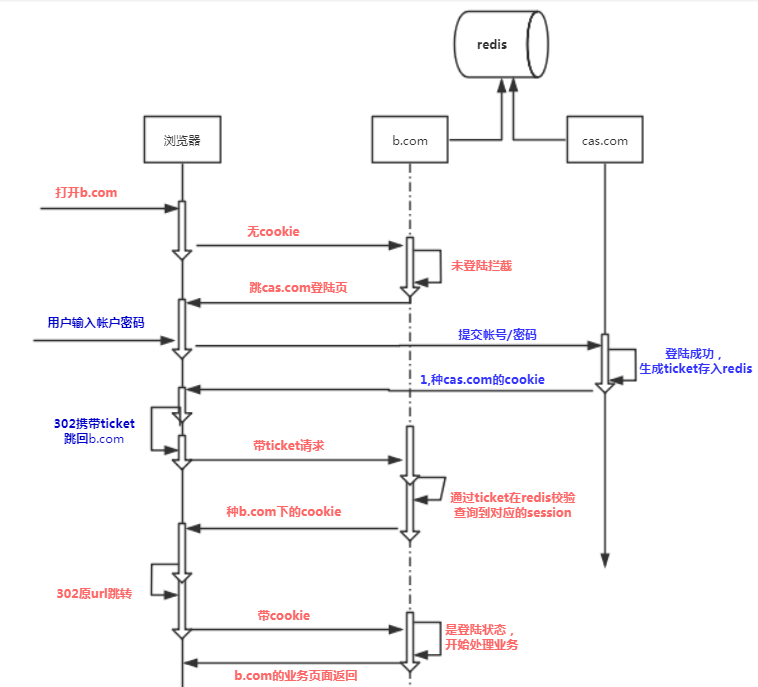 redis
浏览器
b.com
cas.com
打开b.com
无cookie
未登陆拦截
跳cas.com登陆页
用户输入帐户密码
提交帐号/密码
登陆成功，
生成ticket存入redis
1,种cas.com的cookie
302携带ticket
跳回b.com
带ticket请求
通过ticket在redis校验
查询到对应的session
种b.com下的cookie
302原url跳转
带cookie
是登陆状态，
开始处理业务
b.com的业务页面返回